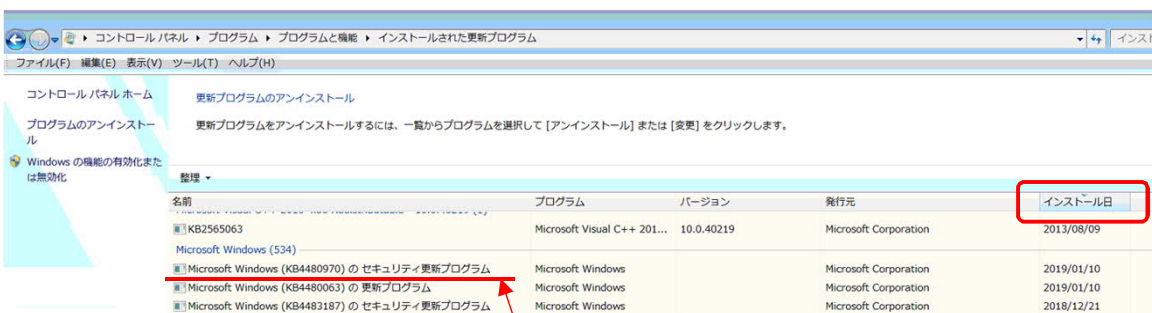 コントロール パネル ▸ プログラム ▸ プログラムと機能 ▸ インストールされた更新プログラム
ファイル(F) 編集(E) 表示(V) ツール(T) ヘルプ(H)
コントロール パネル ホーム
プログラムのアンインストー
ル
Windows の機能の有効化また
は無効化
更新プログラムのアンインストール
更新プログラムをアンインストールするには、一覧からプログラムを選択して [アンインストール] または [変更] をクリックします。
整理
名前 プログラム バージョン 発行元 インストール日
KB2565063 Microsoft Visual C++ 201... 10.0.40219 Microsoft Corporation 2013/08/09
Microsoft Windows (534)
Microsoft Windows (KB4480970) の セキュリティ更新プログラム Microsoft Windows Microsoft Corporation 2019/01/10
Microsoft Windows (KB4480063) の 更新プログラム Microsoft Windows Microsoft Corporation 2019/01/10
Microsoft Windows (KB4483187) の セキュリティ更新プログラム Microsoft Windows Microsoft Corporation 2018/12/21